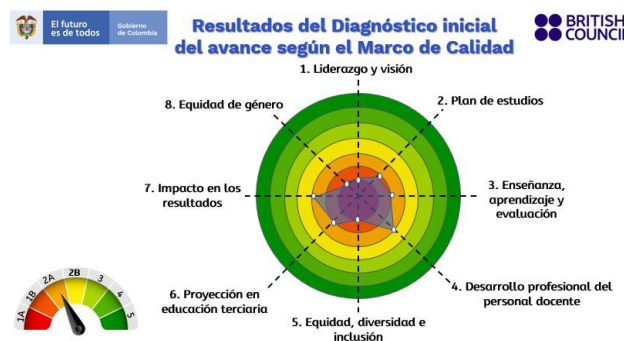 El futuro
es de todos
Gobierno
de Colombia
Resultados del Diagnóstico inicial
del avance según el Marco de Calidad
BRITISH
COUNCIL
1. Liderazgo y visión
2. Plan de estudios
3. Enseñanza,
aprendizaje y
evaluación
4. Desarrollo profesional del
personal docente
5. Equidad, diversidad e
inclusión
6. Proyección en
educación terciaria
7. Impacto en los
resultados
8. Equidad de género
1A
1B
2A
2B
3
4
5